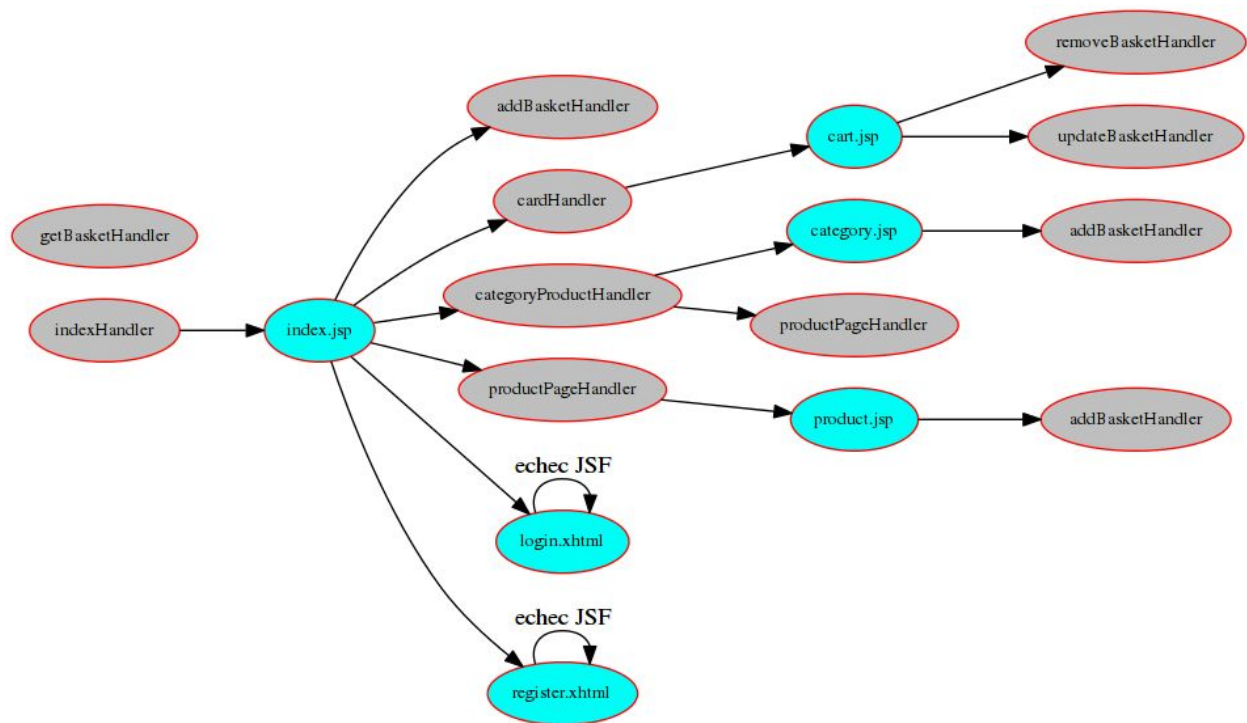 removeBasketHandler
addBasketHandler
cart.jsp
updateBasketHandler
cardHandler
getBasketHandler
category.jsp
addBasketHandler
categoryProductHandler
indexHandler
index.jsp
productPageHandler
productPageHandler
product.jsp
addBasketHandler
echec JSF
login.xhtml
echec JSF
register.xhtml